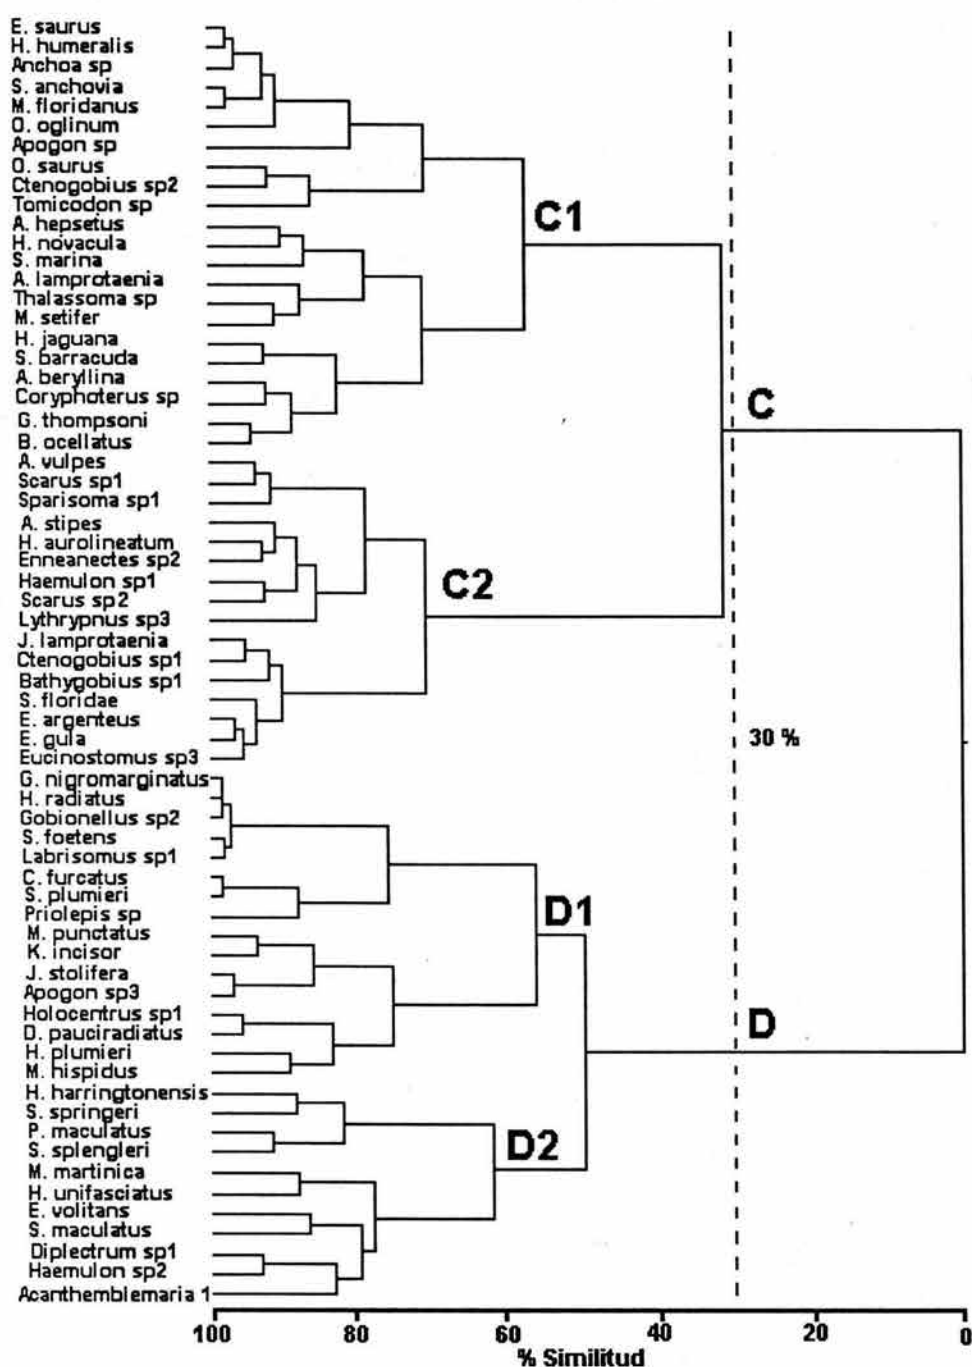 E. saurus
H. humeralis
Anchoa sp
S. anchovia
M. floridanus
O. oglinum
Apogon sp
O. saurus
Ctenogobius sp2
Tomicodon sp
A. hepsetus
H. novacula
S. marina
A. lamprotaenia
Thalassoma sp
M. setifer
H. jaguana
S. barracuda
A. beryllina
Coryphoterus sp
G. thompsoni
B. ocellatus
A. vulpes
Scarus sp1
Sparisoma sp1
A. stipes
H. aurolineatum
Enneanectes sp2
Haemulon sp1
Scarus sp2
Lythrypnus sp3
J. lamprotaenia
Ctenogobius sp1
Bathygobius sp1
S. floridae
E. argenteus
E. gula
Eucinostomus sp3
G. nigromarginatus
H. radiatus
Gobionellus sp2
S. foetens
Labrisomus sp1
C. furcatus
S. plumieri
Priolepis sp
M. punctatus
K. incisor
J. stolifera
Apogon sp3
Holocentrus sp1
D. pauciradiatus
H. plumieri
M. hispidus
H. harringtonensis
S. springeri
P. maculatus
S. splengleri
M. martinica
H. unifasciatus
E. volitans
S. maculatus
Diplectrum sp1
Haemulon sp2
Acanthemblemaria 1
C1
C
C2
30 %
D1
D
D2
100 80 60 40 20 0
% Similitud